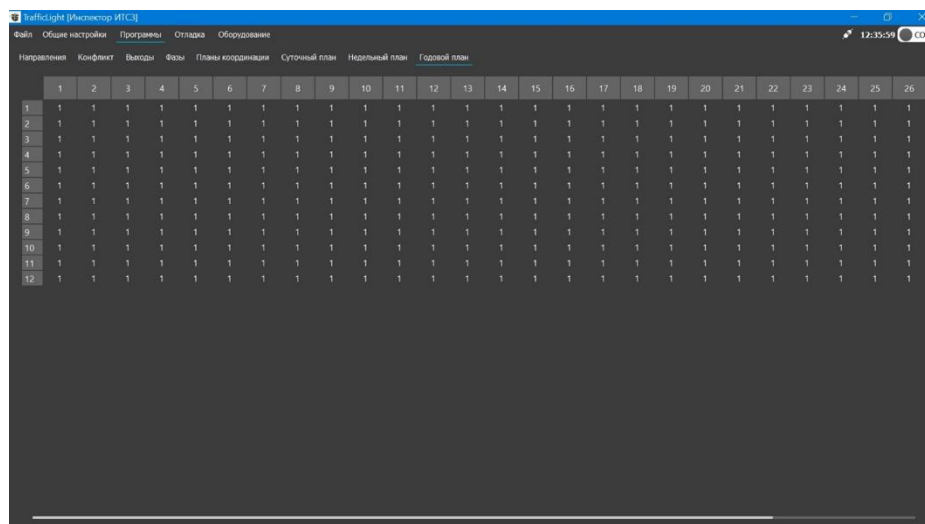 TrafficLight [Инспектор ИТС3]
Файл Общие настройки Программы Отладка Оборудование 12:35:59 CO
Направления Конфликт Выходы Фазы Планы координации Суточный план Недельный план Годовой план
1 2 3 4 5 6 7 8 9 10 11 12 13 14 15 16 17 18 19 20 21 22 23 24 25 26
1 1 1 1 1 1 1 1 1 1 1 1 1 1 1 1 1 1 1 1 1 1 1 1 1 1 1
2 1 1 1 1 1 1 1 1 1 1 1 1 1 1 1 1 1 1 1 1 1 1 1 1 1 1
3 1 1 1 1 1 1 1 1 1 1 1 1 1 1 1 1 1 1 1 1 1 1 1 1 1 1
4 1 1 1 1 1 1 1 1 1 1 1 1 1 1 1 1 1 1 1 1 1 1 1 1 1 1
5 1 1 1 1 1 1 1 1 1 1 1 1 1 1 1 1 1 1 1 1 1 1 1 1 1 1
6 1 1 1 1 1 1 1 1 1 1 1 1 1 1 1 1 1 1 1 1 1 1 1 1 1 1
7 1 1 1 1 1 1 1 1 1 1 1 1 1 1 1 1 1 1 1 1 1 1 1 1 1 1
8 1 1 1 1 1 1 1 1 1 1 1 1 1 1 1 1 1 1 1 1 1 1 1 1 1 1
9 1 1 1 1 1 1 1 1 1 1 1 1 1 1 1 1 1 1 1 1 1 1 1 1 1 1
10 1 1 1 1 1 1 1 1 1 1 1 1 1 1 1 1 1 1 1 1 1 1 1 1 1 1
11 1 1 1 1 1 1 1 1 1 1 1 1 1 1 1 1 1 1 1 1 1 1 1 1 1 1
12 1 1 1 1 1 1 1 1 1 1 1 1 1 1 1 1 1 1 1 1 1 1 1 1 1 1